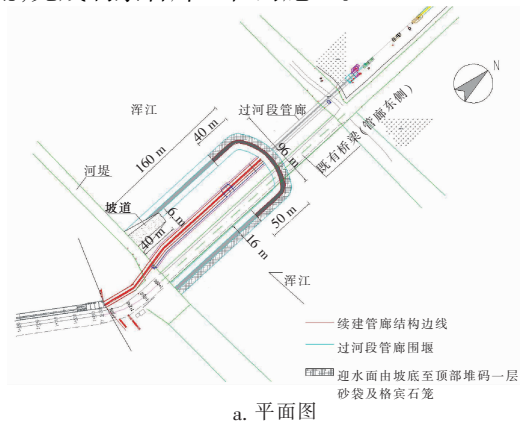 浑江
过河段管廊
N
40 m
160 m
96 m
既有桥梁(管廊东侧)
河堤
坡道
6 m
40 m
50 m
16 m
浑江
续建管廊结构边线
过河段管廊围堰
迎水面由坡底至顶部堆码一层
砂袋及格宾石笼
a. 平面图